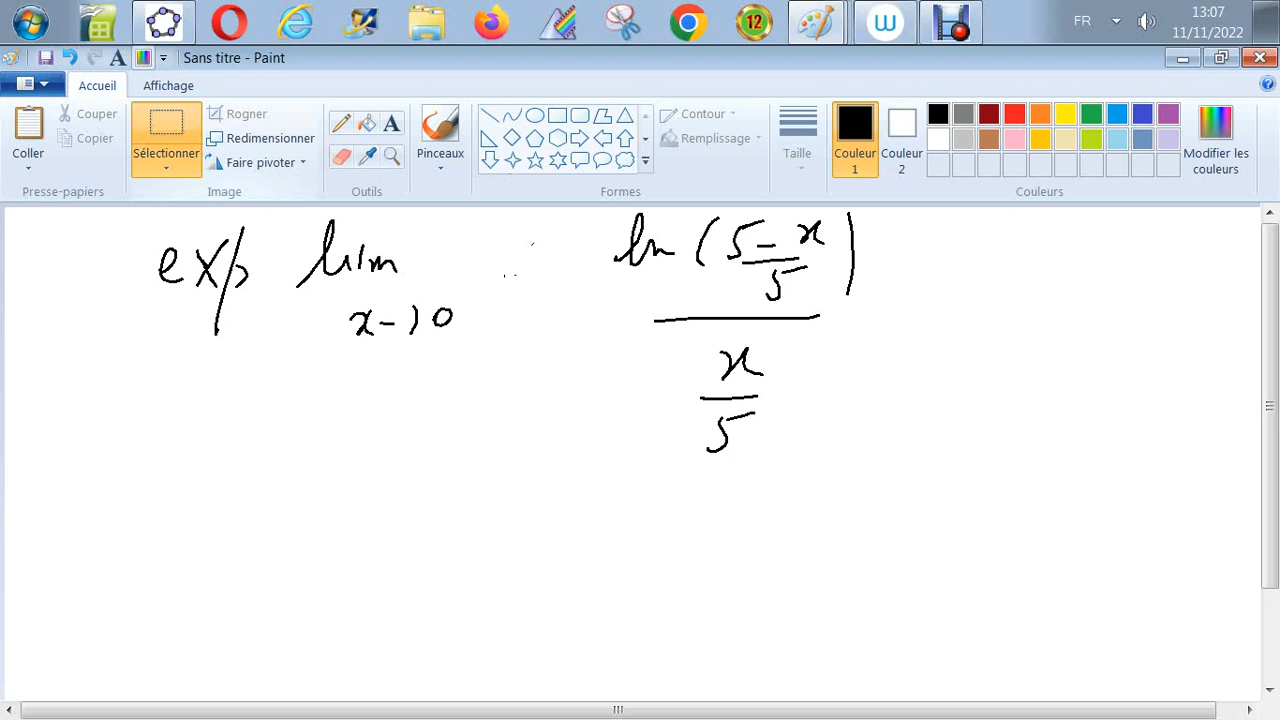 FR
13:07
11/11/2022
12
W
Sans titre - Paint
Accueil
Affichage
Coller
Couper
Copier
Presse-papiers
Sélectionner
Rogner
Redimensionner
Faire pivoter
Image
Outils
Pinceaux
Contour
Remplissage
Formes
Taille
Couleur 1
Couleur 2
Modifier les couleurs
Couleurs
exp lim ln(5-x/5)
x→0
x
5